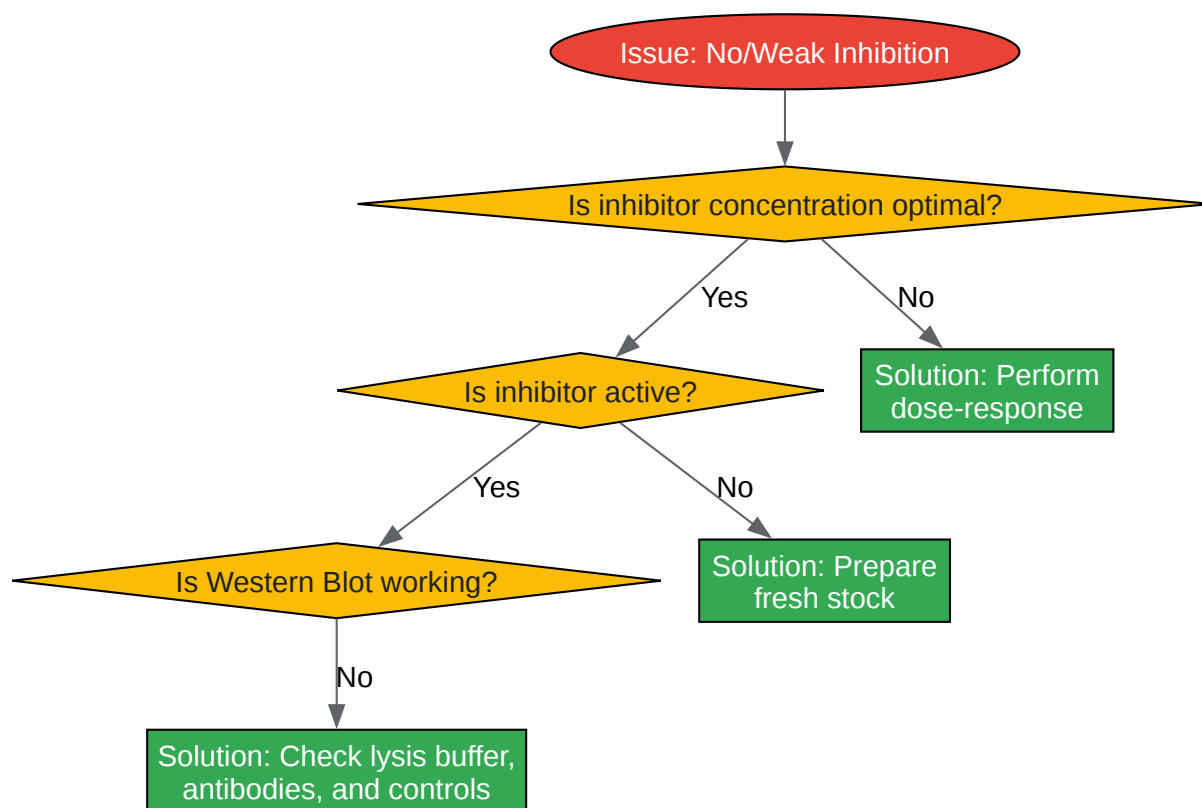 Issue: No/Weak Inhibition
Is inhibitor concentration optimal?
Yes
No
Is inhibitor active?
Solution: Perform
dose-response
Yes
No
Is Western Blot working?
Solution: Prepare
fresh stock
No
Solution: Check lysis buffer,
antibodies, and controls